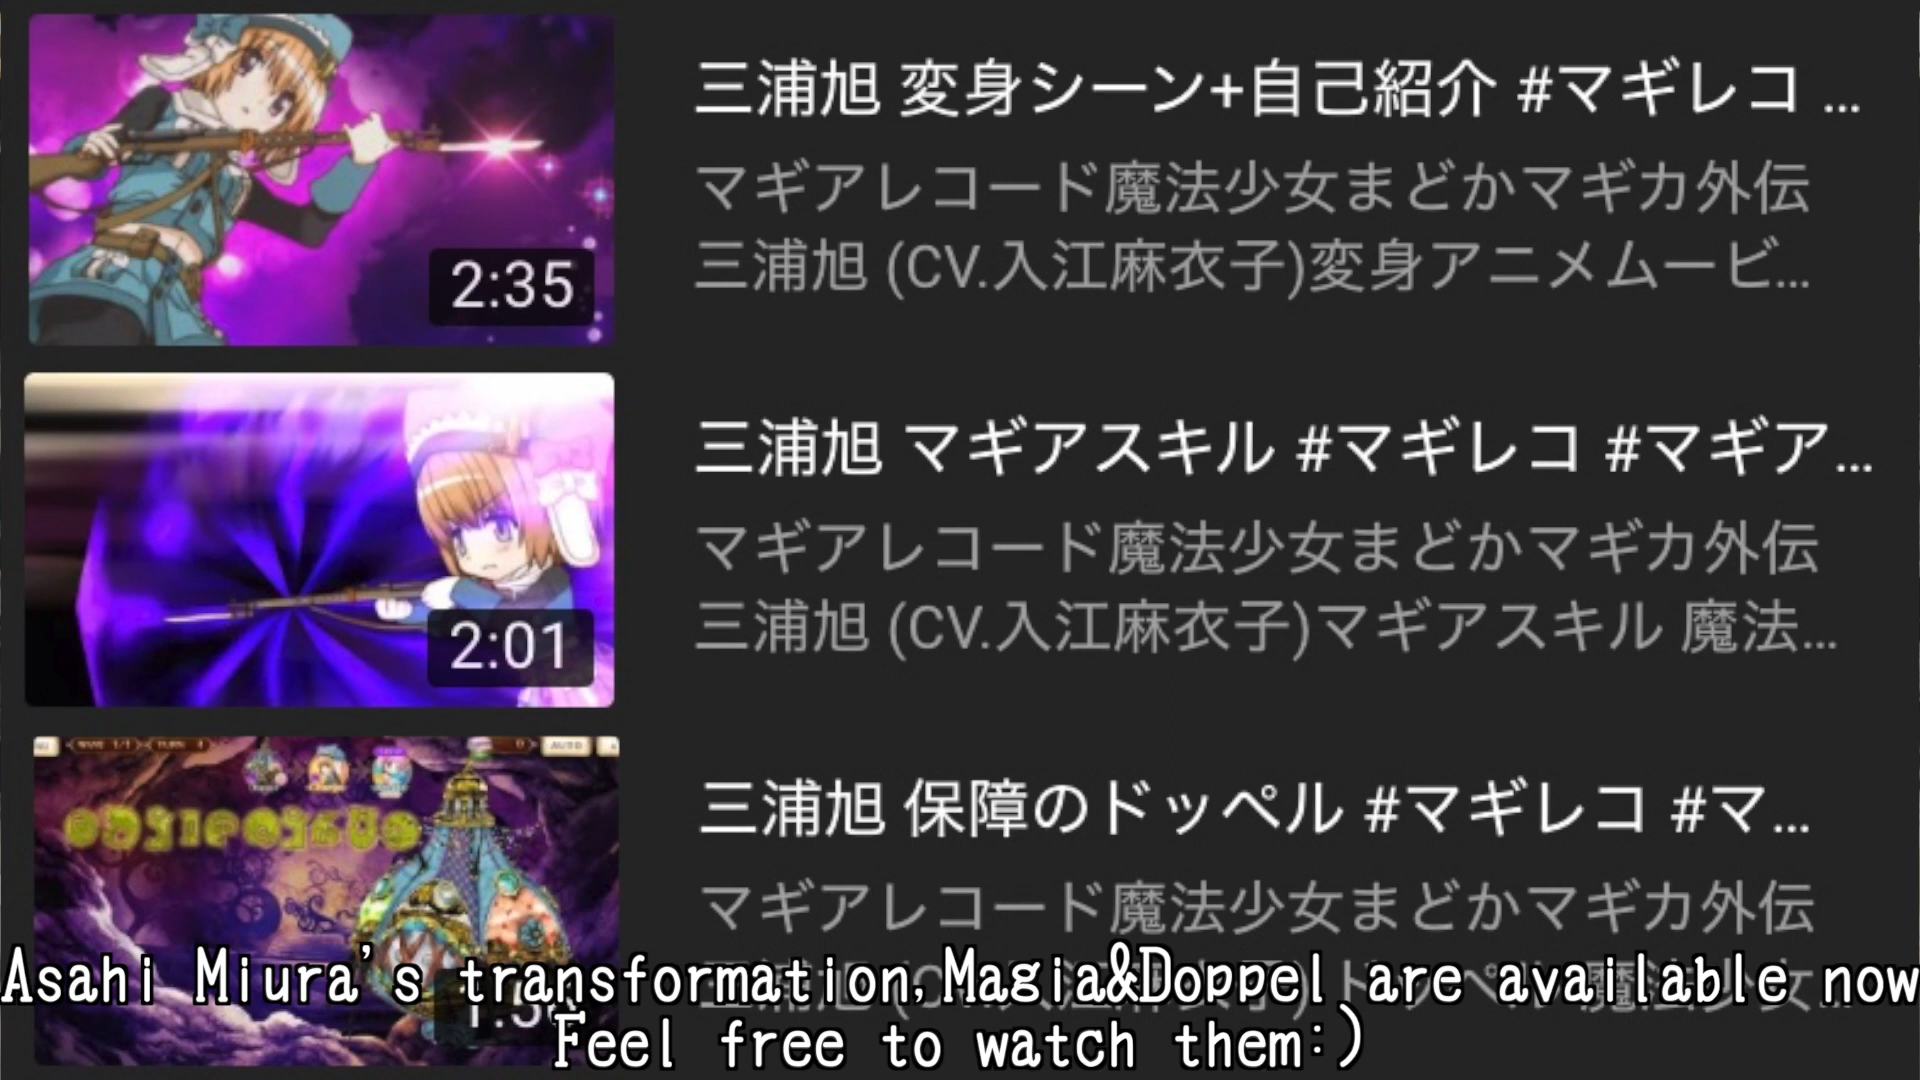 三浦旭 変身シーン+自己紹介 #マギレコ ...
マギアレコード魔法少女まどかマギカ外伝
三浦旭 (CV.入江麻衣子)変身アニメムービ...
2:35
三浦旭 マギアスキル #マギレコ #マギア...
マギアレコード魔法少女まどかマギカ外伝
三浦旭 (CV.入江麻衣子)マギアスキル 魔法...
2:01
AUTO
三浦旭 保障のドッペル #マギレコ #マ...
マギアレコード魔法少女まどかマギカ外伝
Asahi Miura's transformation,Magia&Doppel are available now
Feel free to watch them:)